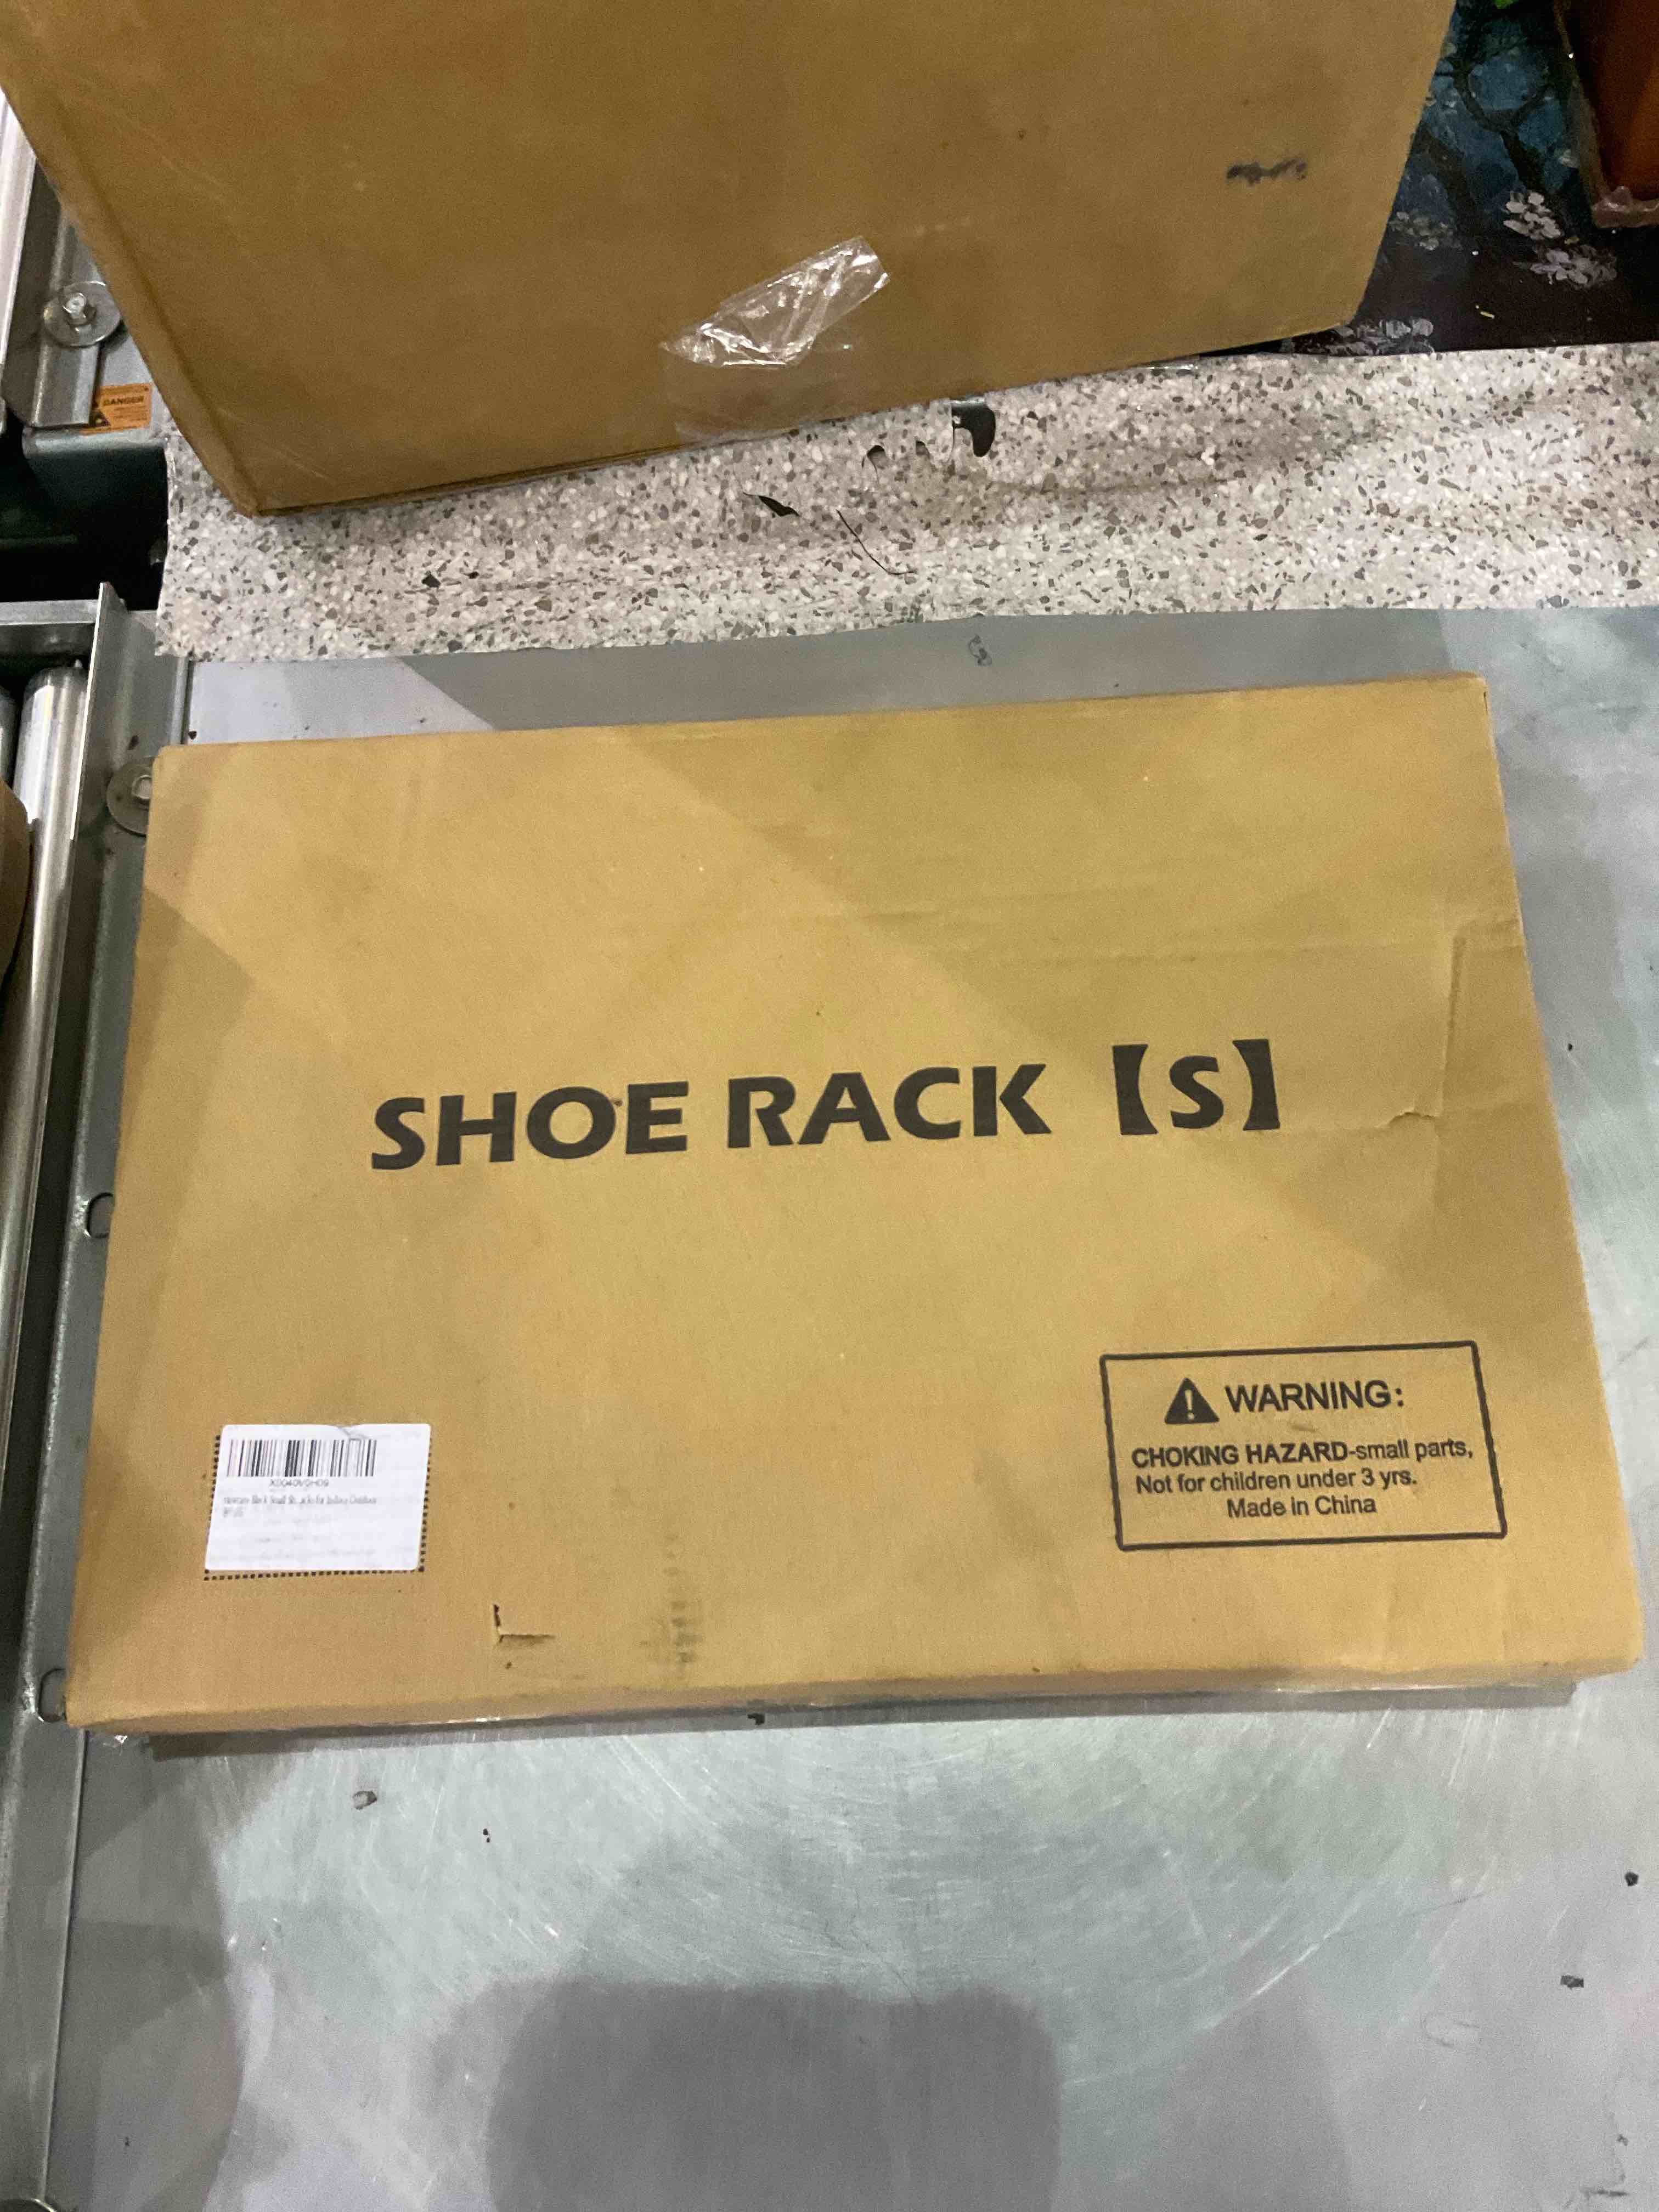 DANGER
SHOE RACK【S】
WARNING:
CHOKING HAZARD-small parts,
Not for children under 3 yrs.
Made in China